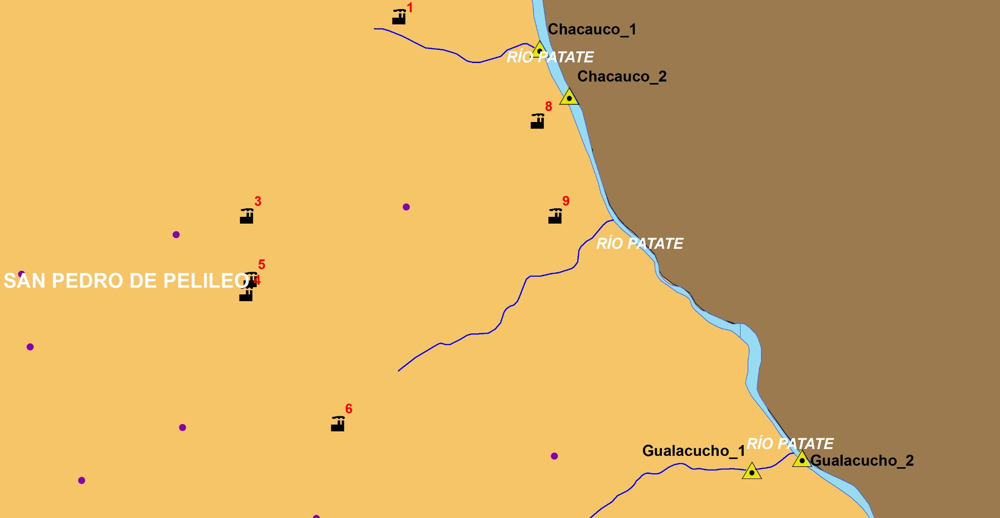 1
Chacauco_1
RÍO PATATE
Chacauco_2
8
3
9
RÍO PATATE
5
SAN PEDRO DE PELILEO
4
6
RÍO PATATE
Gualacucho_1
Gualacucho_2